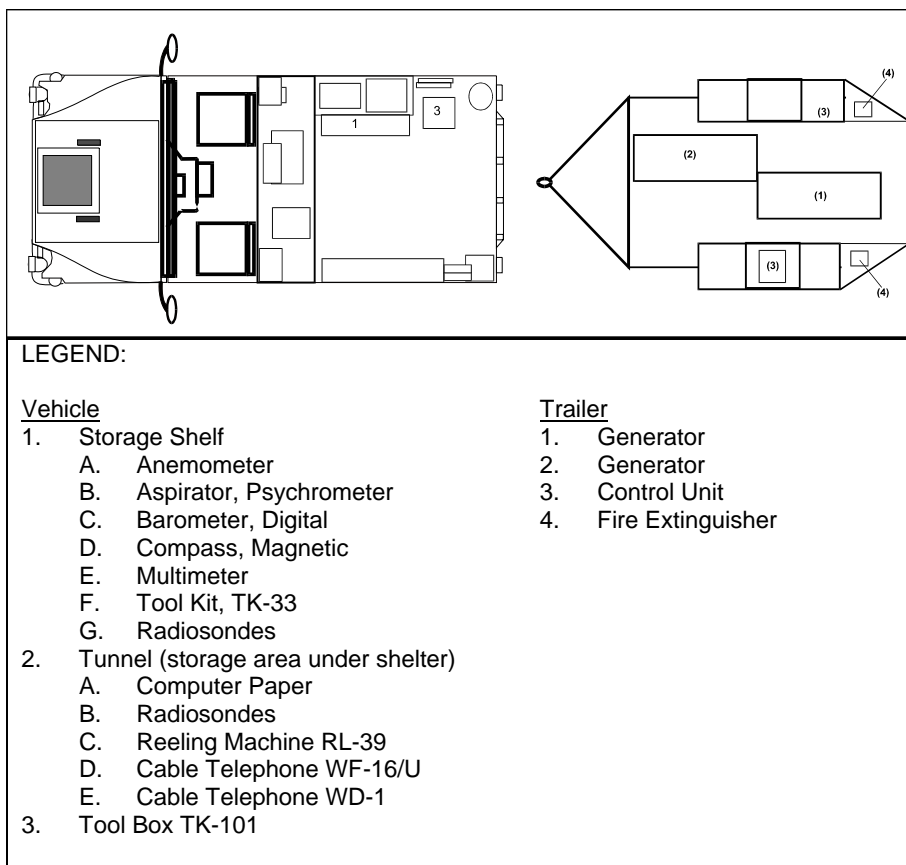 (4)
3
(3)
1
(2)
(1)
(3)
(4)
LEGEND:
Vehicle
1. Storage Shelf
A. Anemometer
B. Aspirator, Psychrometer
C. Barometer, Digital
D. Compass, Magnetic
E. Multimeter
F. Tool Kit, TK-33
G. Radiosondes
2. Tunnel (storage area under shelter)
A. Computer Paper
B. Radiosondes
C. Reeling Machine RL-39
D. Cable Telephone WF-16/U
E. Cable Telephone WD-1
3. Tool Box TK-101
Trailer
1. Generator
2. Generator
3. Control Unit
4. Fire Extinguisher